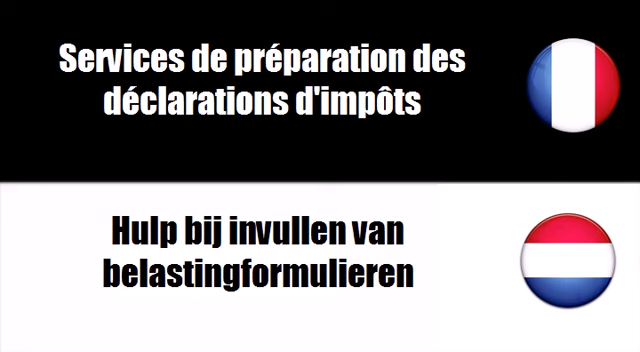 Services de préparation des
déclarations d'impôts
Hulp bij invullen van
belastingformulieren